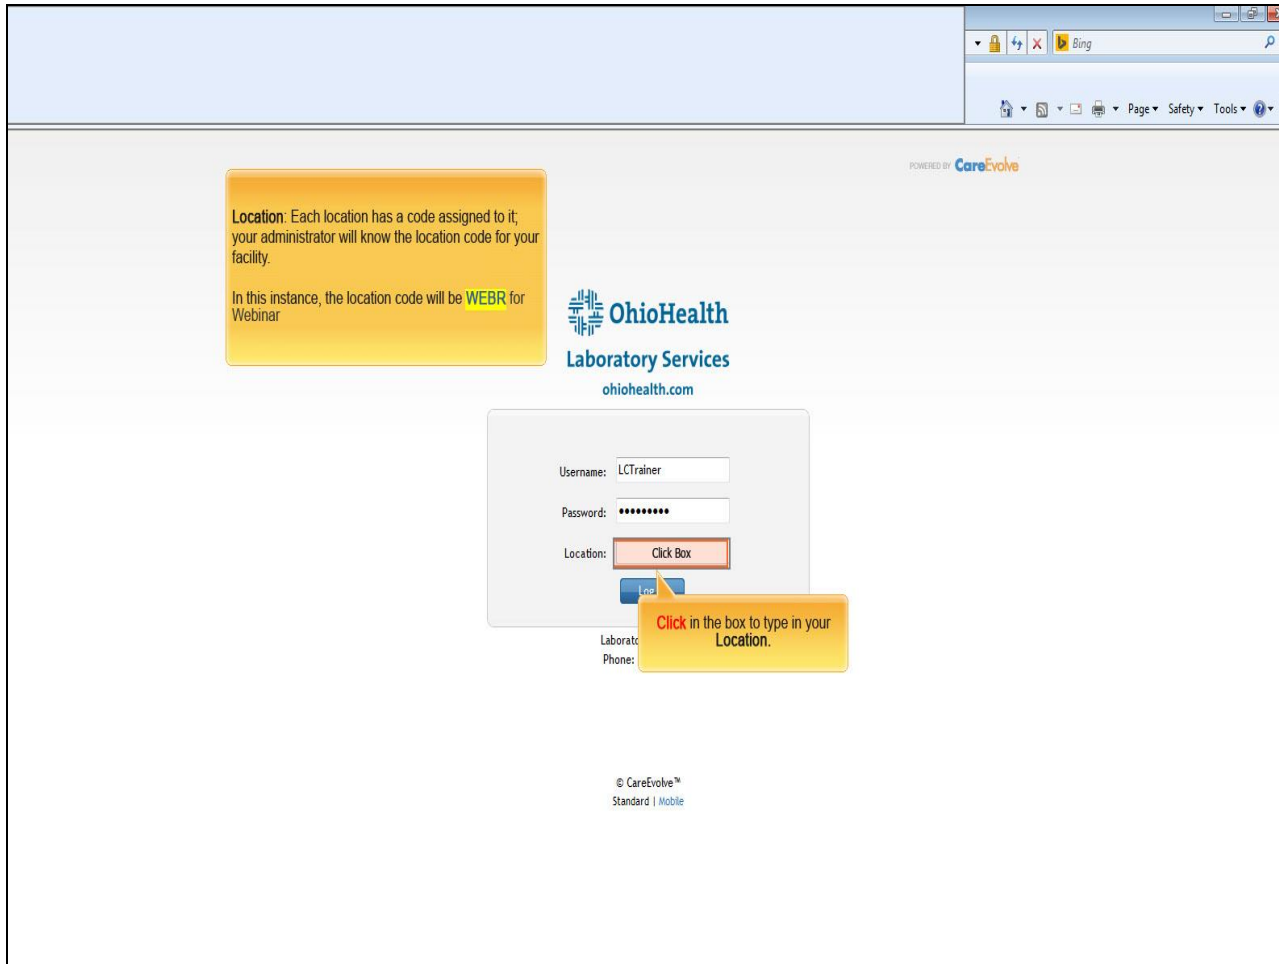 Bing
Page Safety Tools
POWERED BY CareEvolve
Location: Each location has a code assigned to it;
your administrator will know the location code for your
facility.
In this instance, the location code will be WEBR for
Webinar
OhioHealth
Laboratory Services
ohiohealth.com
Username: LCTrainer
Password: •••••••••
Location: Click Box
Click in the box to type in your
Location.
Phone:
© CareEvolve™
Standard | Mobile